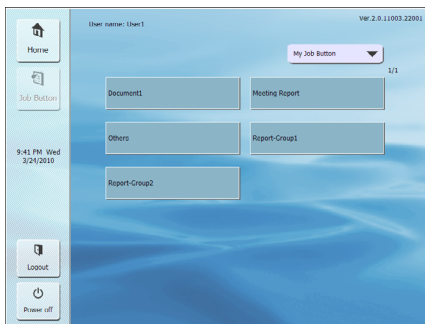 User name: User1
Ver.2.0.11003.22001
Home
My Job Button
1/1
Job Button
Document1
Meeting Report
Others
Report-Group1
9:41 PM Wed
3/24/2010
Report-Group2
Logout
Power off